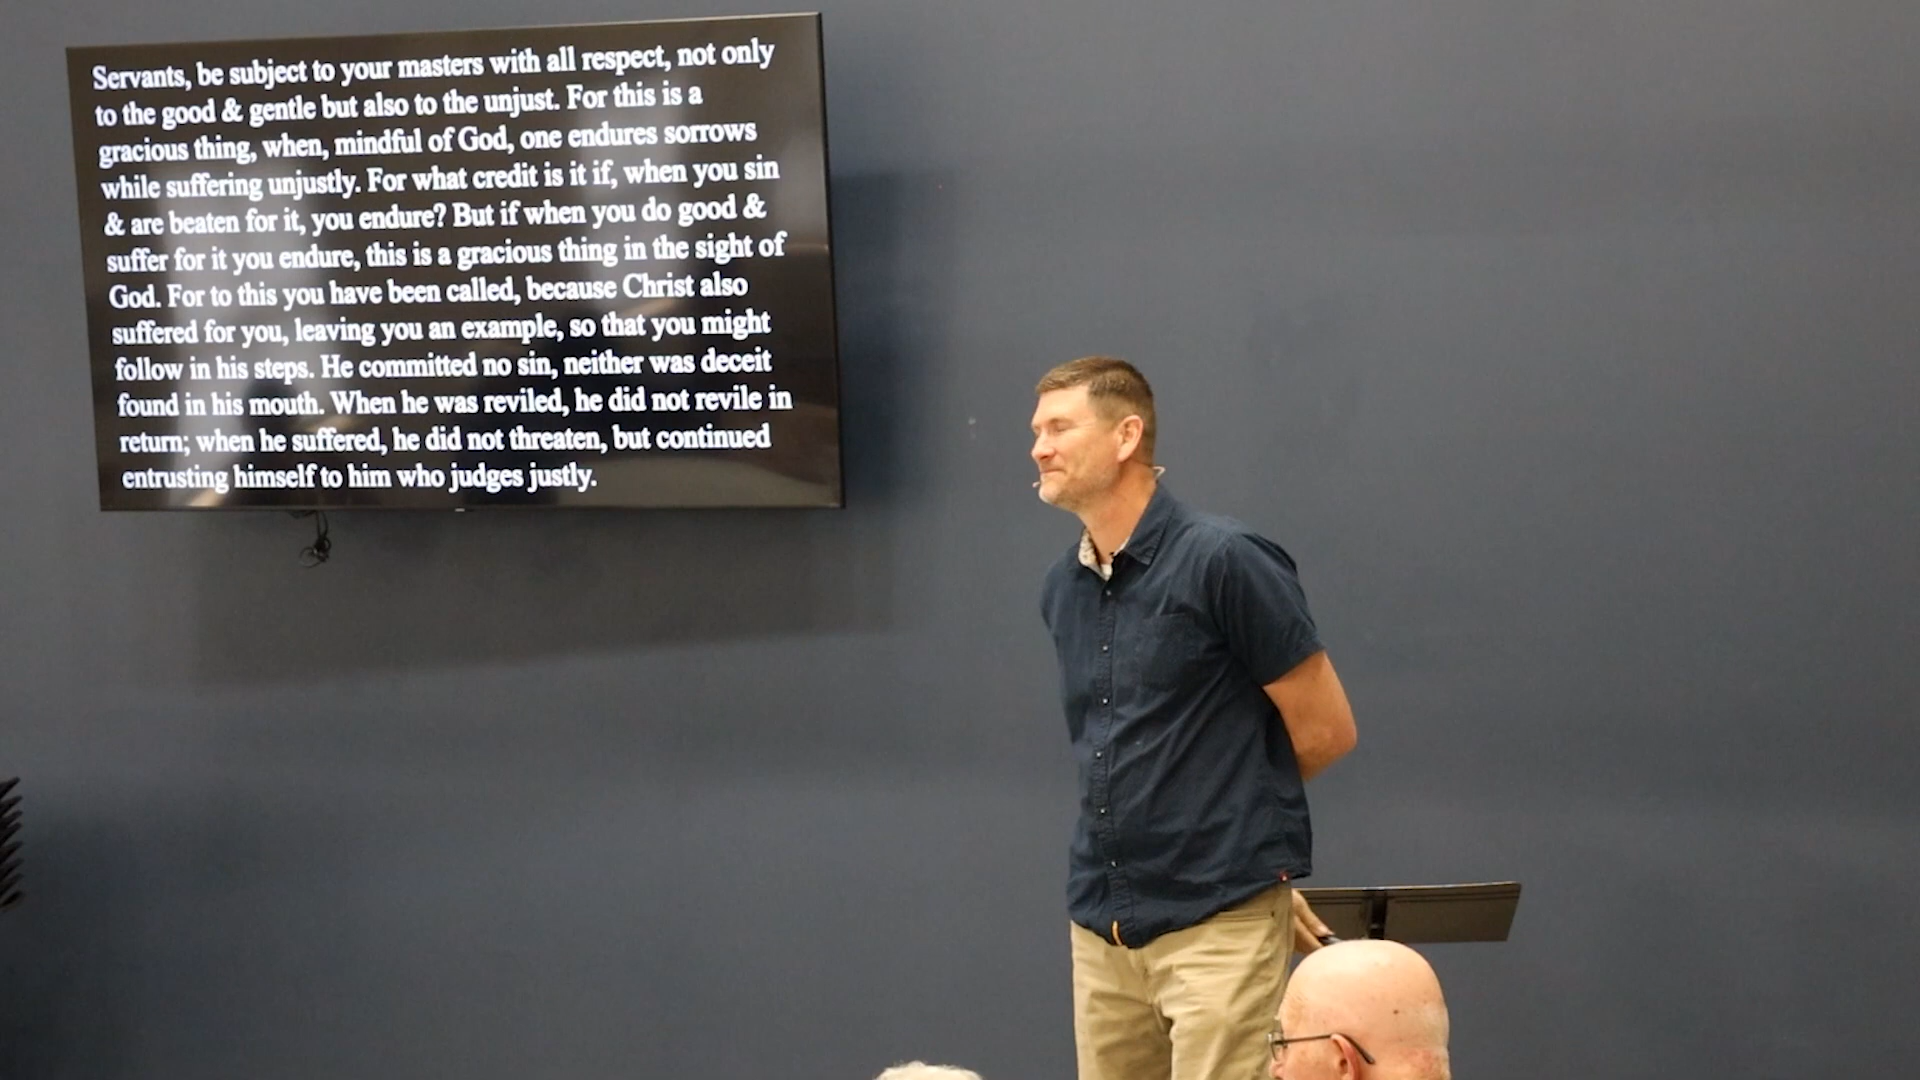 Servants, be subject to your masters with all respect, not only
to the good & gentle but also to the unjust. For this is a
gracious thing, when, mindful of God, one endures sorrows
while suffering unjustly. For what credit is it if, when you sin
& are beaten for it, you endure? But if when you do good &
suffer for it you endure, this is a gracious thing in the sight of
God. For to this you have been called, because Christ also
suffered for you, leaving you an example, so that you might
follow in his steps. He committed no sin, neither was deceit
found in his mouth. When he was reviled, he did not revile in
return; when he suffered, he did not threaten, but continued
entrusting himself to him who judges justly.